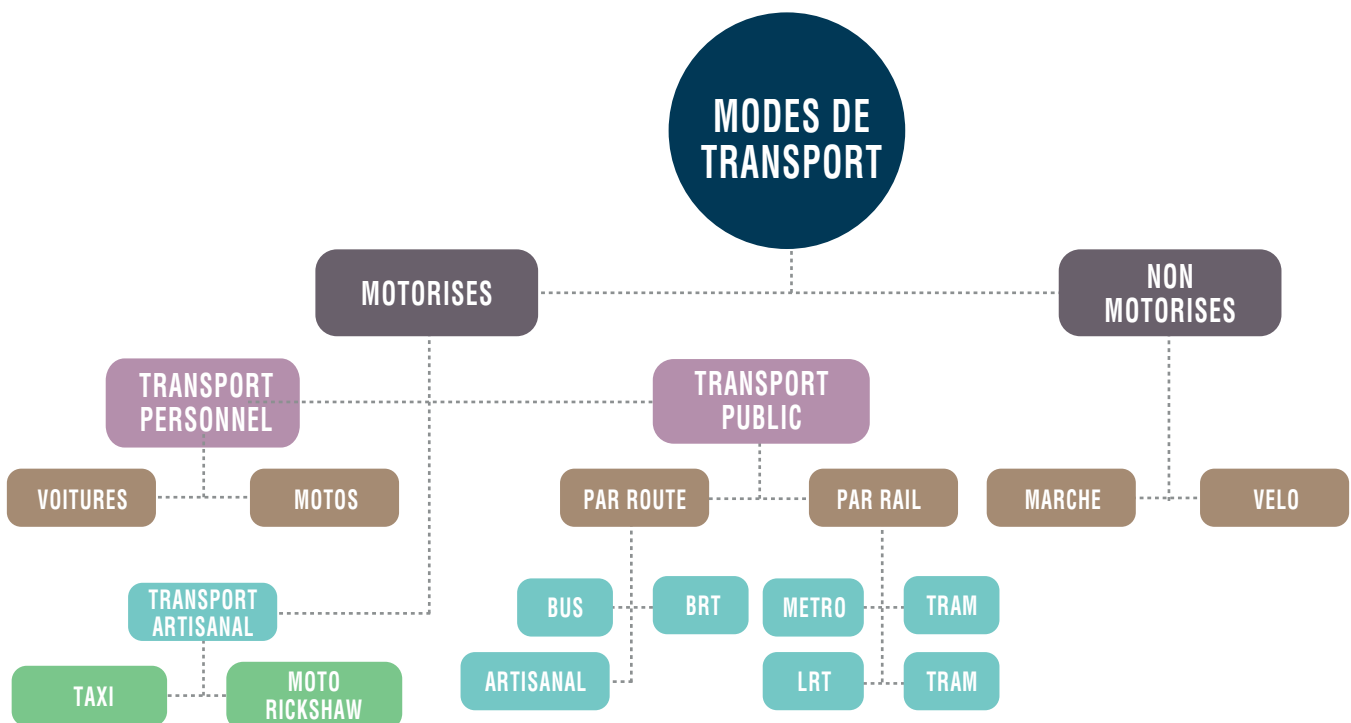 MODES DE
TRANSPORT
MOTORISES
NON
MOTORISES
TRANSPORT
PERSONNEL
TRANSPORT
PUBLIC
VOITURES
MOTOS
PAR ROUTE
PAR RAIL
MARCHE
VELO
TRANSPORT
ARTISANAL
BUS
BRT
METRO
TRAM
ARTISANAL
LRT
TRAM
TAXI
MOTO
RICKSHAW